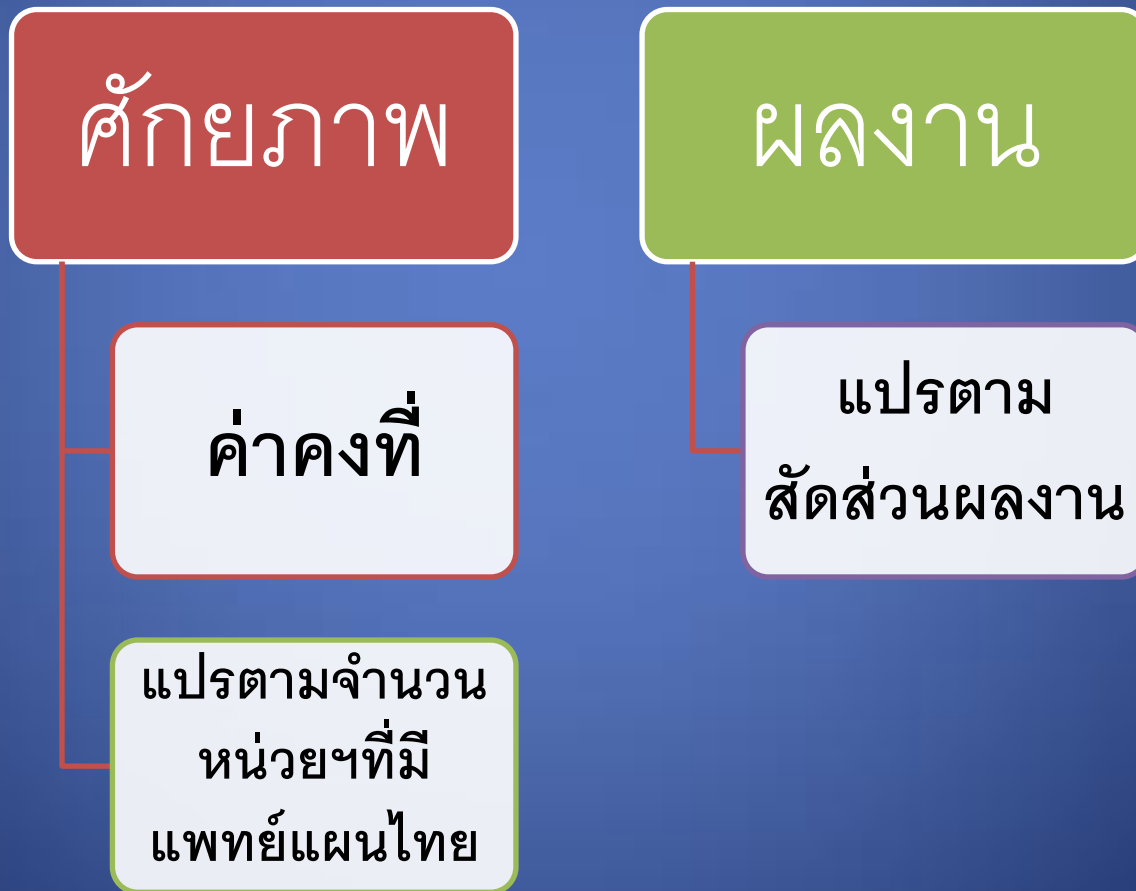 ศักยภาพ
ค่าคงที่
แปรตามจำนวน
หน่วยฯที่มี
แพทย์แผนไทย
ผลงาน
แปรตาม
สัดส่วนผลงาน